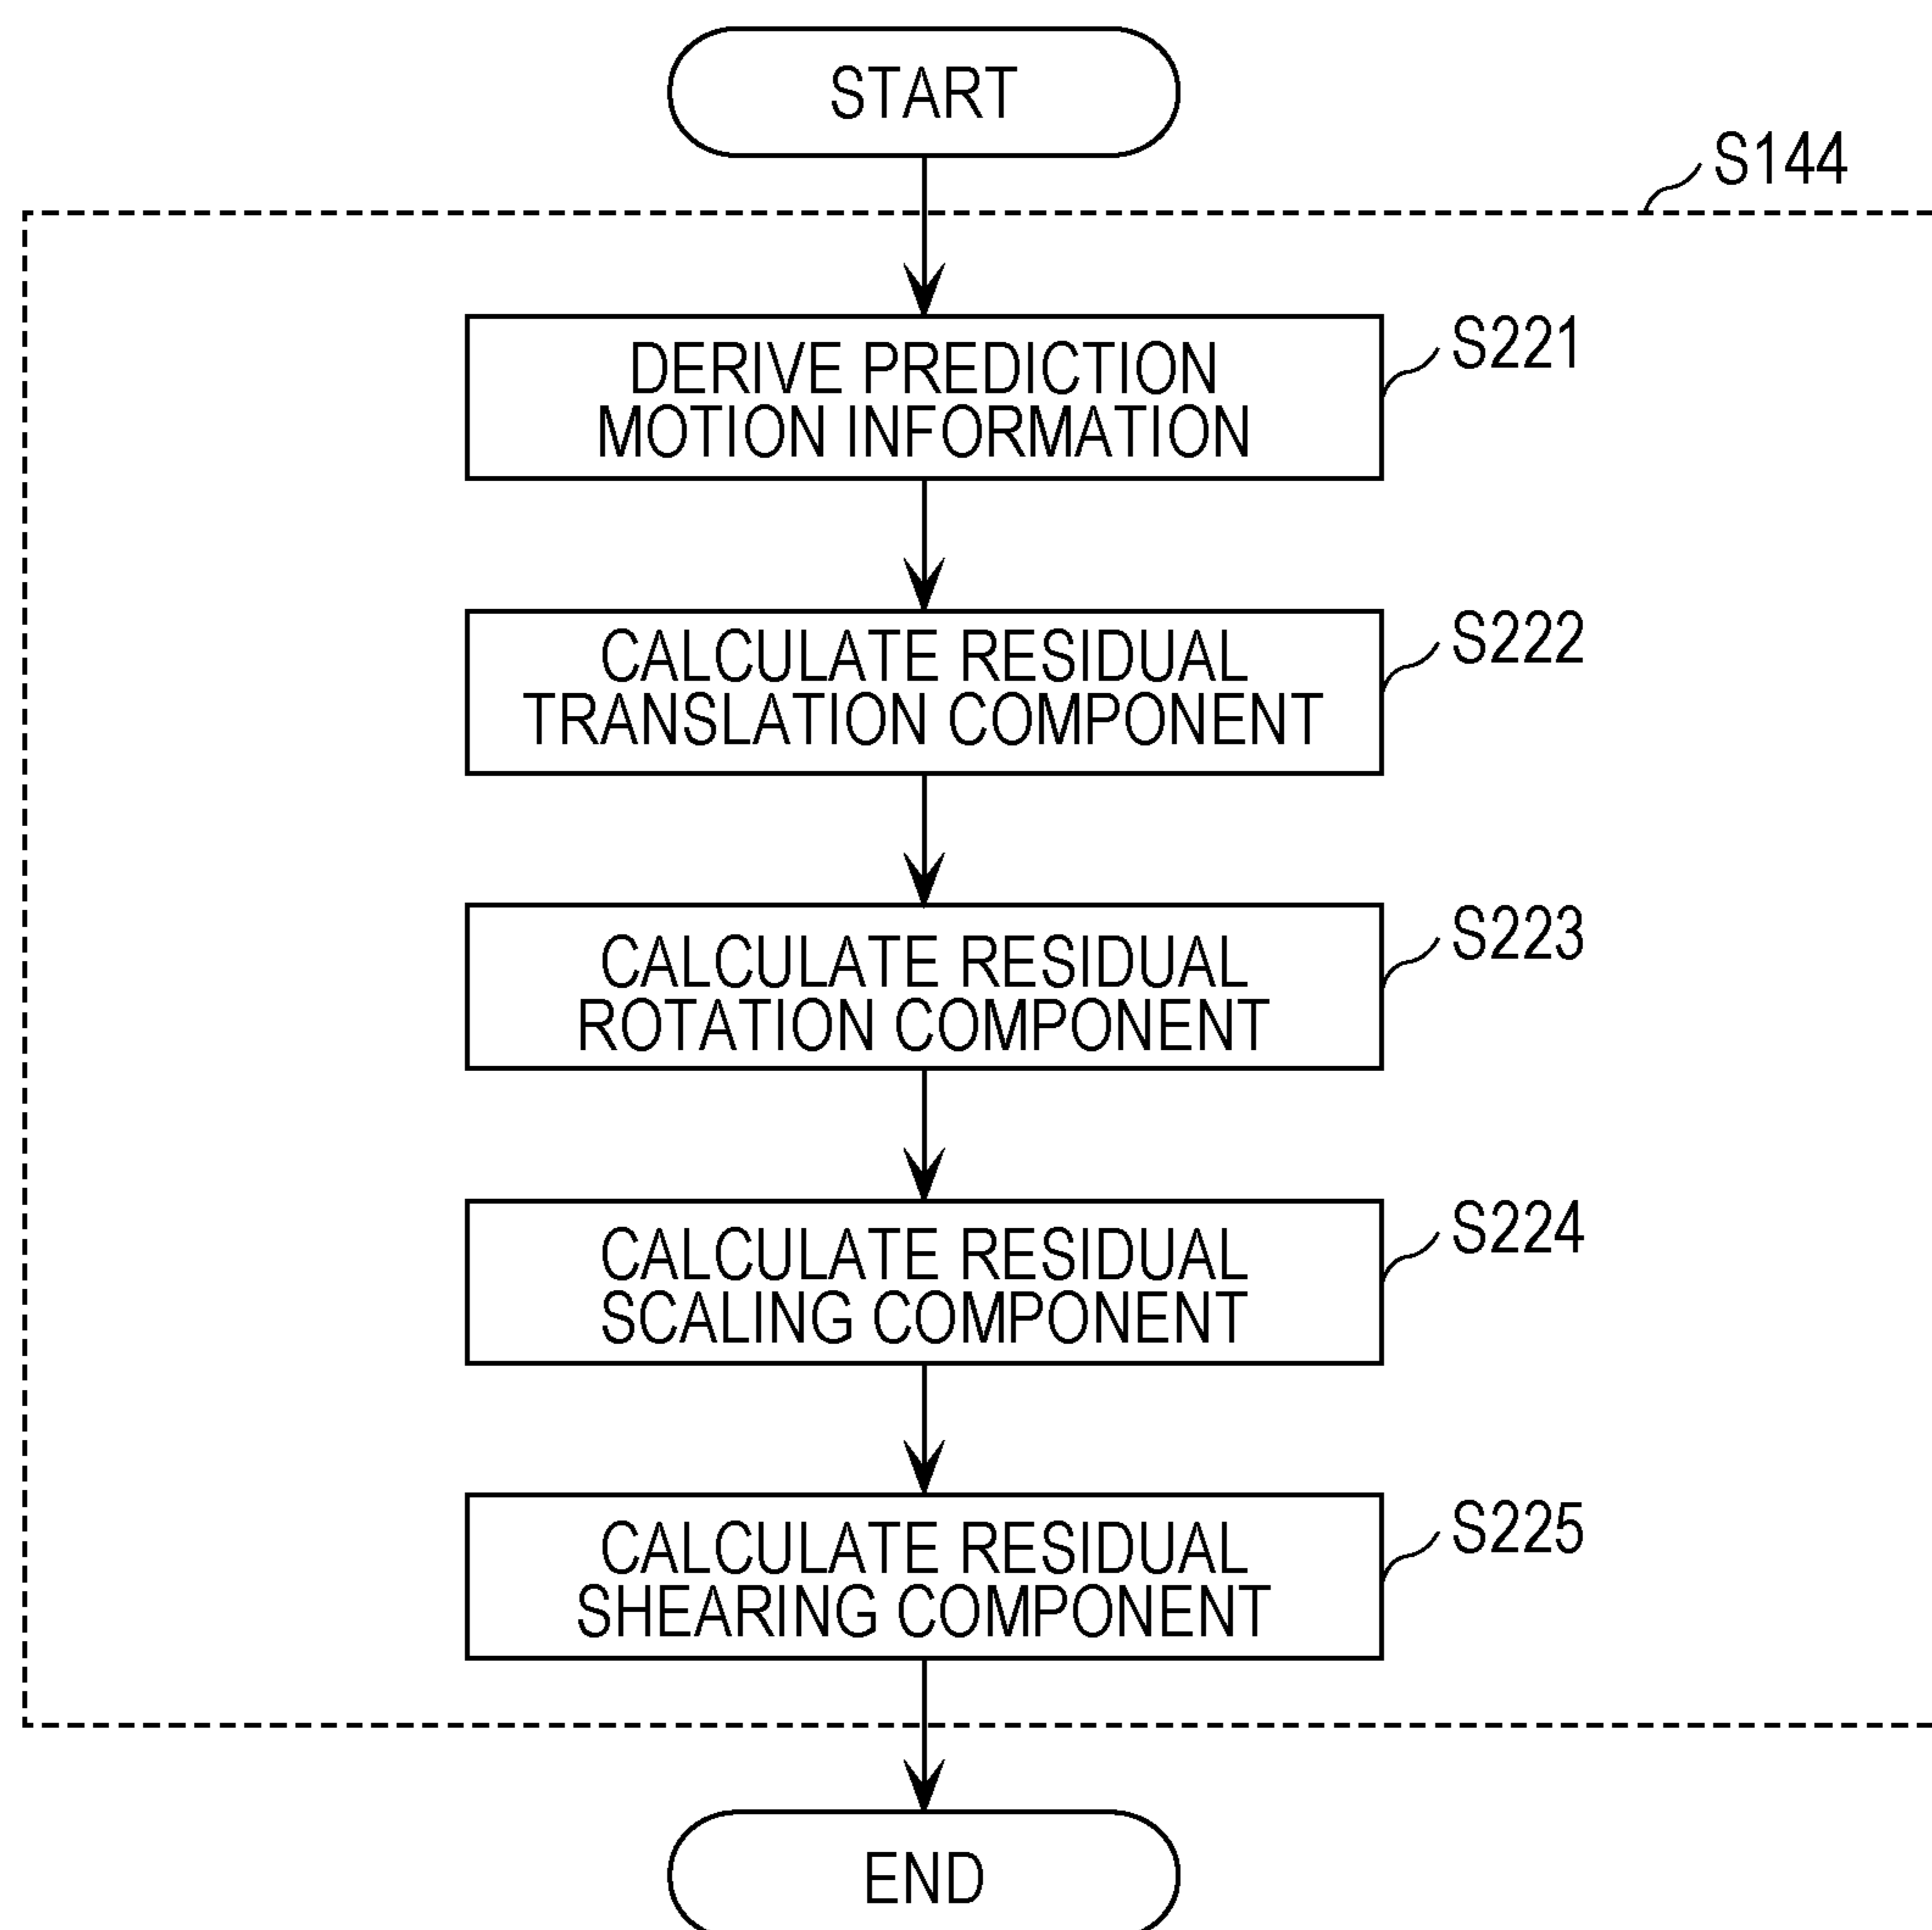 START
S144
DERIVE PREDICTION
MOTION INFORMATION
S221
CALCULATE RESIDUAL
TRANSLATION COMPONENT
S222
CALCULATE RESIDUAL
ROTATION COMPONENT
S223
CALCULATE RESIDUAL
SCALING COMPONENT
S224
CALCULATE RESIDUAL
SHEARING COMPONENT
S225
END